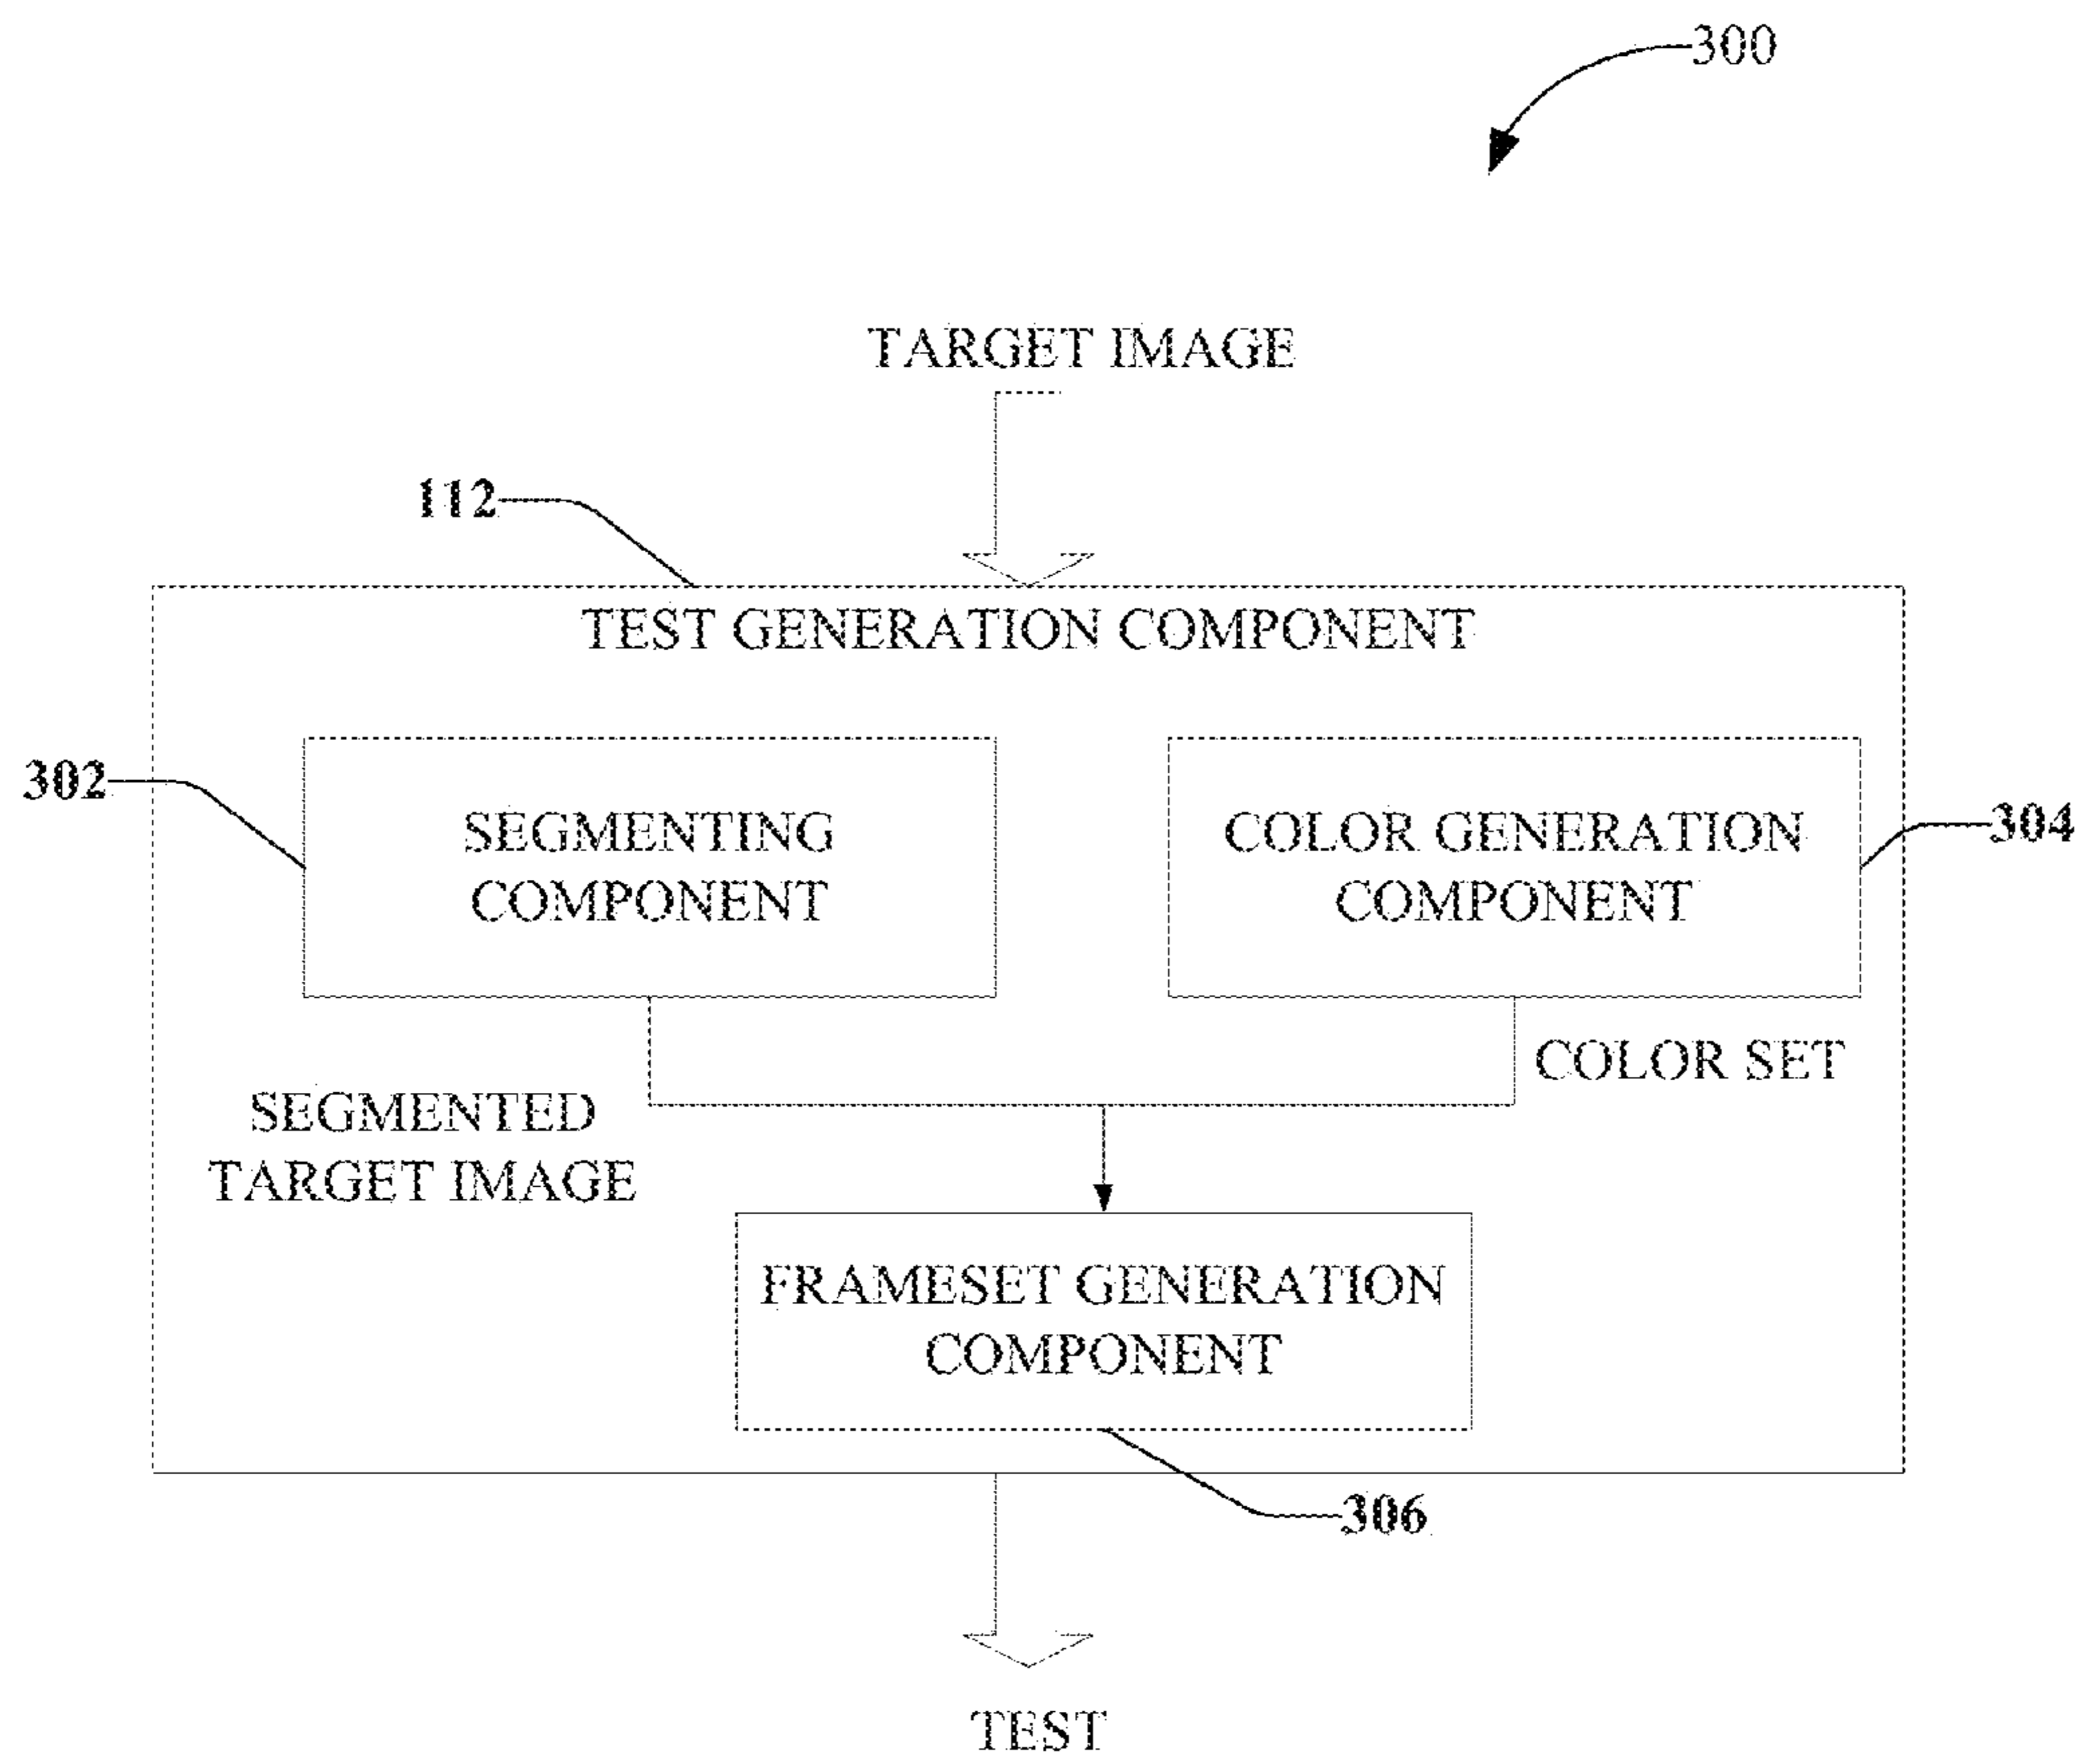 300
TARGET IMAGE
112
TEST GENERATION COMPONENT
302
SEGMENTING
COMPONENT
COLOR GENERATION
COMPONENT
304
COLOR SET
SEGMENTED
TARGET IMAGE
FRAMESET GENERATION
COMPONENT
306
TEST